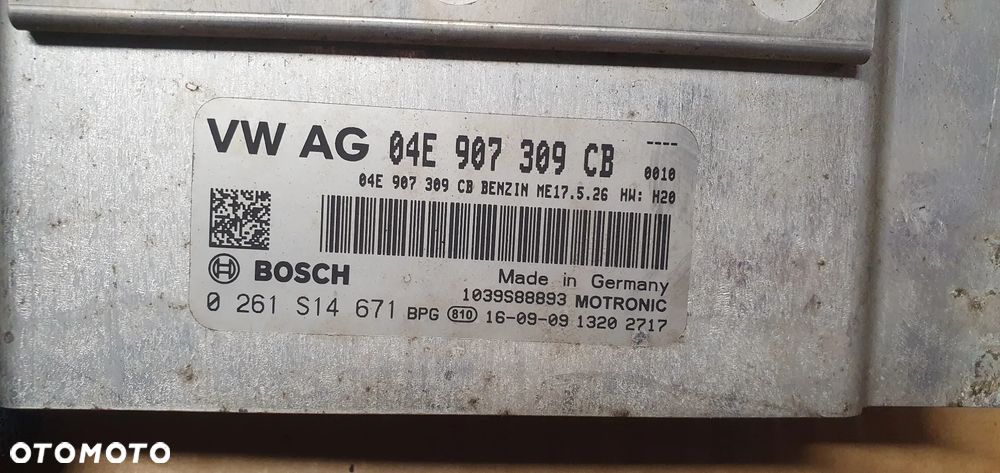 VW AG 04E 907 309 CB ----
0010
04E 907 309 CB BENZIN ME17.5.26 HW: H20
BOSCH
Made in Germany
1039S88893 MOTRONIC
0 261 S14 671 BPG 810 16-09-09 1320 2717
OTOMOTO